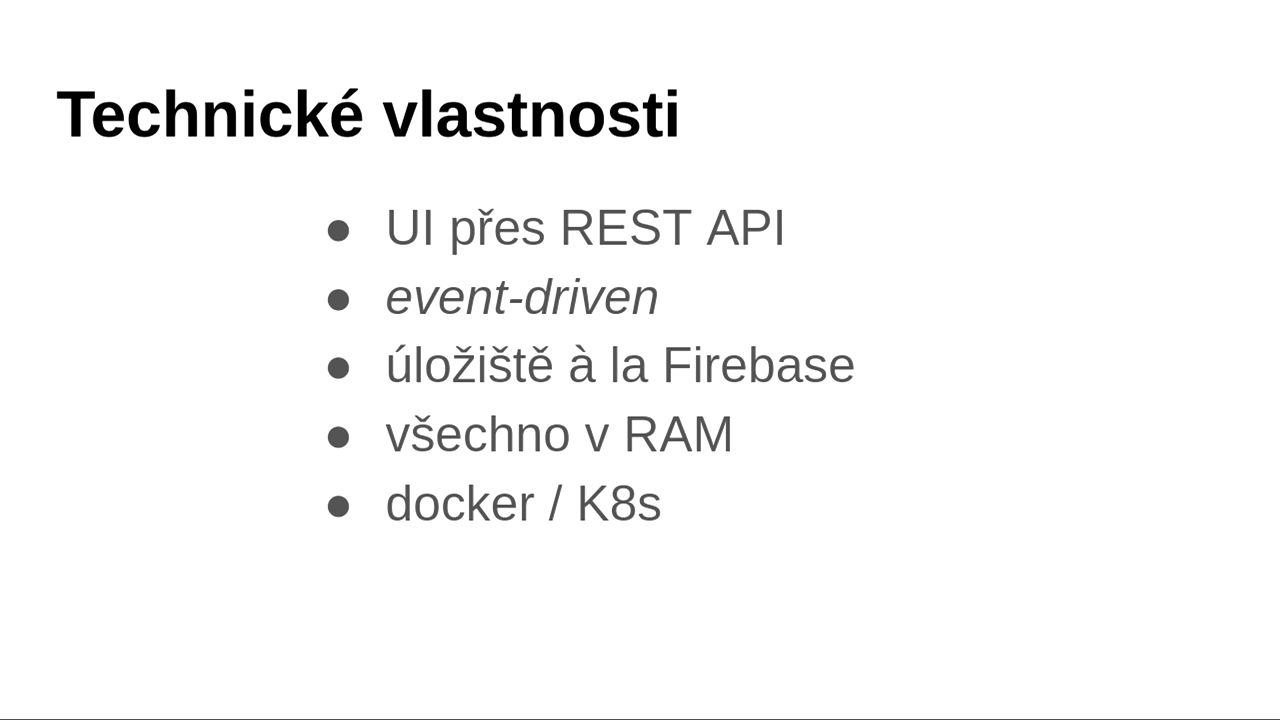 Technické vlastnosti
● UI přes REST API
● event-driven
● úložiště à la Firebase
● všechno v RAM
● docker / K8s